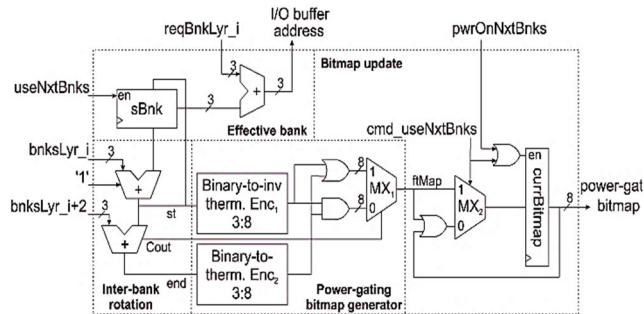 I/O buffer
address
reqBnkLyr_i
pwrOnNxtBnks
3
3
Bitmap update
useNxtBnks
en
sBnk
3
+
Effective bank
cmd_useNxtBnks
bnksLyr_i
3
'1'
+
en
currBitmap
Binary-to-inv
therm. Enc1
3:8
8
8
1
MX1
0
ftMap
1
MX2
0
8
power-gat
bitmap
bnksLyr_i+2
3
st
+
Cout
Binary-to-
therm. Enc2
3:8
end
Inter-bank
rotation
Power-gating
bitmap generator